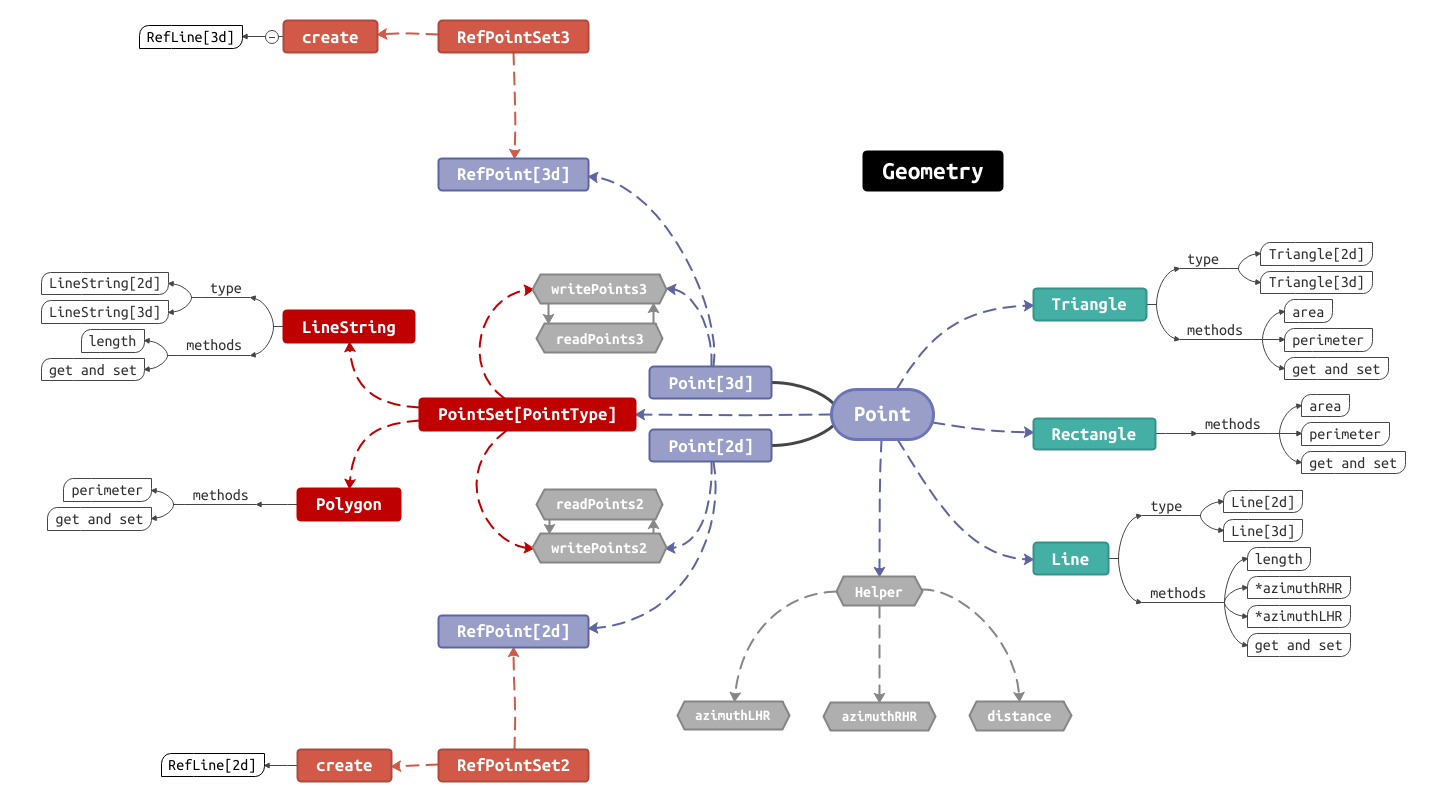 RefLine[3d]
create
RefPointSet3
RefPoint[3d]
Geometry
LineString[2d]
LineString[3d]
type
length
get and set
methods
LineString
writePoints3
readPoints3
Point[3d]
PointSet[PointType]
Point[2d]
Point
perimeter
get and set
methods
Polygon
readPoints2
writePoints2
RefPoint[2d]
RefLine[2d]
create
RefPointSet2
Helper
azimuthLHR
azimuthRHR
distance
Triangle
type
Triangle[2d]
Triangle[3d]
methods
area
perimeter
get and set
Rectangle
methods
area
perimeter
get and set
Line
type
Line[2d]
Line[3d]
methods
length
*azimuthRHR
*azimuthLHR
get and set